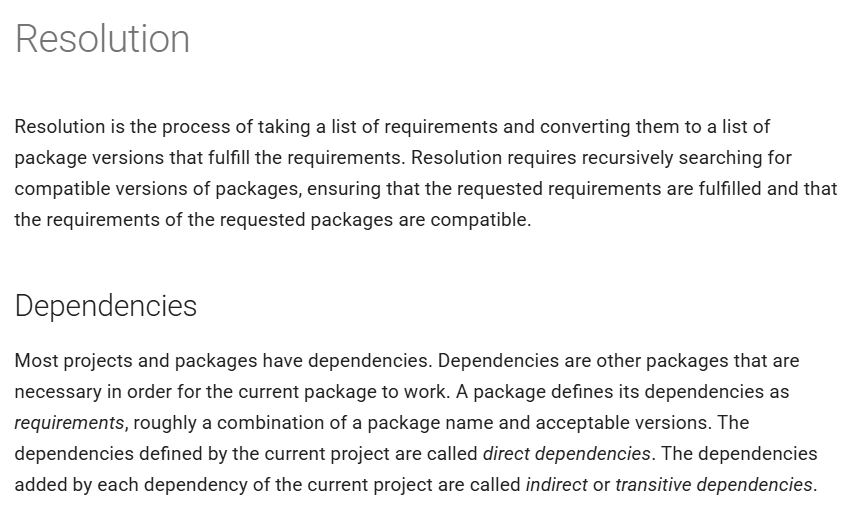 Resolution
Resolution is the process of taking a list of requirements and converting them to a list of
package versions that fulfill the requirements. Resolution requires recursively searching for
compatible versions of packages, ensuring that the requested requirements are fulfilled and that
the requirements of the requested packages are compatible.
Dependencies
Most projects and packages have dependencies. Dependencies are other packages that are
necessary in order for the current package to work. A package defines its dependencies as
requirements, roughly a combination of a package name and acceptable versions. The
dependencies defined by the current project are called direct dependencies. The dependencies
added by each dependency of the current project are called indirect or transitive dependencies.